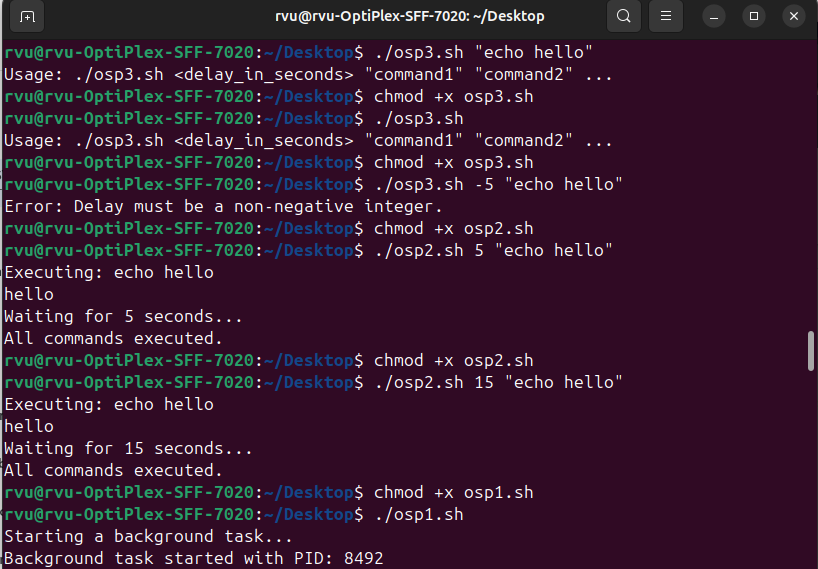 rvu@rvu-OptiPlex-SFF-7020: ~/Desktop
rvu@rvu-OptiPlex-SFF-7020:~/Desktop$ ./osp3.sh "echo hello"
Usage: ./osp3.sh <delay_in_seconds> "command1" "command2" ...
rvu@rvu-OptiPlex-SFF-7020:~/Desktop$ chmod +x osp3.sh
rvu@rvu-OptiPlex-SFF-7020:~/Desktop$ ./osp3.sh
Usage: ./osp3.sh <delay_in_seconds> "command1" "command2" ...
rvu@rvu-OptiPlex-SFF-7020:~/Desktop$ chmod +x osp3.sh
rvu@rvu-OptiPlex-SFF-7020:~/Desktop$ ./osp3.sh -5 "echo hello"
Error: Delay must be a non-negative integer.
rvu@rvu-OptiPlex-SFF-7020:~/Desktop$ chmod +x osp2.sh
rvu@rvu-OptiPlex-SFF-7020:~/Desktop$ ./osp2.sh 5 "echo hello"
Executing: echo hello
hello
Waiting for 5 seconds...
All commands executed.
rvu@rvu-OptiPlex-SFF-7020:~/Desktop$ chmod +x osp2.sh
rvu@rvu-OptiPlex-SFF-7020:~/Desktop$ ./osp2.sh 15 "echo hello"
Executing: echo hello
hello
Waiting for 15 seconds...
All commands executed.
rvu@rvu-OptiPlex-SFF-7020:~/Desktop$ chmod +x osp1.sh
rvu@rvu-OptiPlex-SFF-7020:~/Desktop$ ./osp1.sh
Starting a background task...
Background task started with PID: 8492